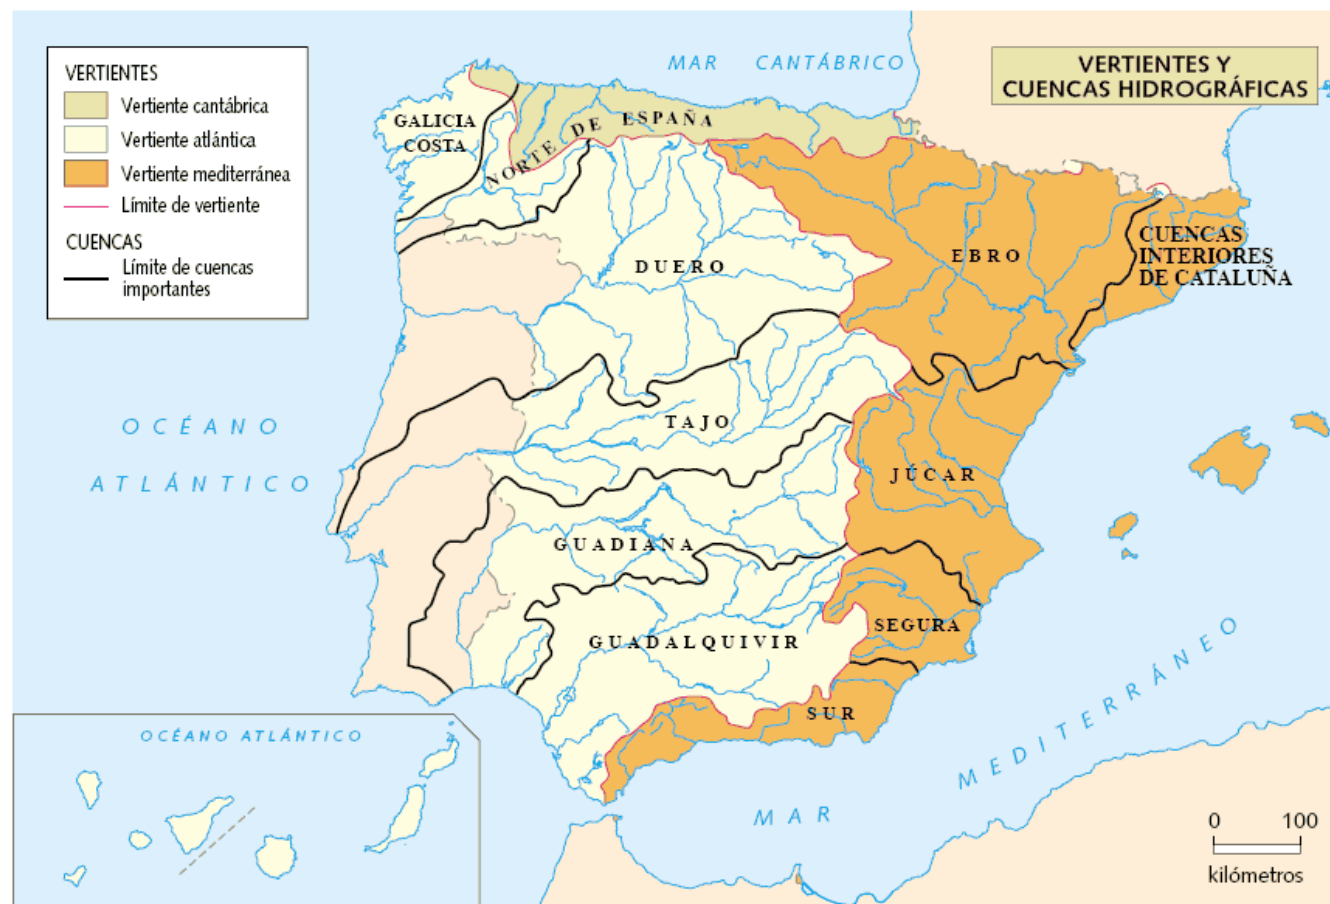 VERTIENTES Y
CUENCAS HIDROGRÁFICAS
VERTIENTES
Vertiente cantábrica
Vertiente atlántica
Vertiente mediterránea
Límite de vertiente
CUENCAS
Límite de cuencas
importantes
MAR CANTÁBRICO
GALICIA
COSTA
NORTE DE ESPAÑA
DUERO
EBRO
CUENCAS
INTERIORES
DE CATALUÑA
OCÉANO
ATLÁNTICO
TAJO
JÚCAR
GUADIANA
GUADALQUIVIR
SEGURA
SUR
MAR MEDITERRÁNEO
OCÉANO ATLÁNTICO
0 100
kilómetros